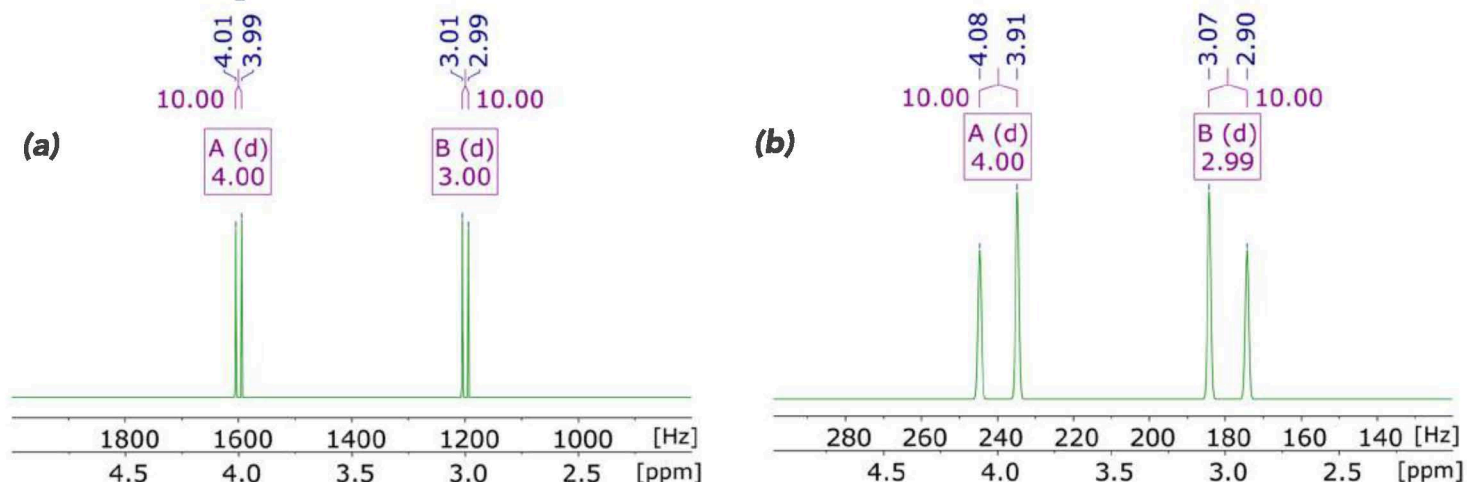 (a)
4.01
3.99
3.01
2.99
10.00
10.00
A (d)
4.00
B (d)
3.00
1800 1600 1400 1200 1000 [Hz]
4.5 4.0 3.5 3.0 2.5 [ppm]
(b)
4.08
3.91
3.07
2.90
10.00
10.00
A (d)
4.00
B (d)
2.99
280 260 240 220 200 180 160 140 [Hz]
4.5 4.0 3.5 3.0 2.5 [ppm]